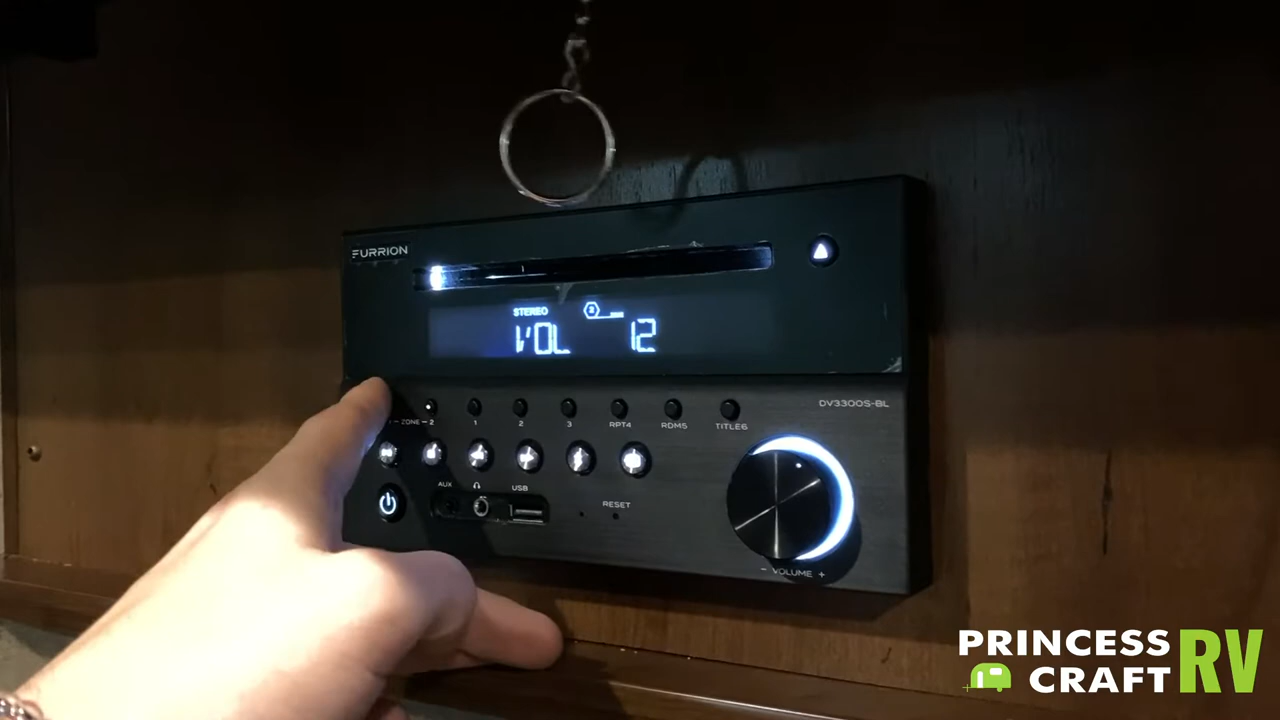 FURRION
STEREO
VOL 12
DV3300S-BL
ZONE - 2
1
2
3
RPT4
RDM5
TITLE6
AUX
USB
RESET
- VOLUME +
PRINCESS
CRAFT
RV